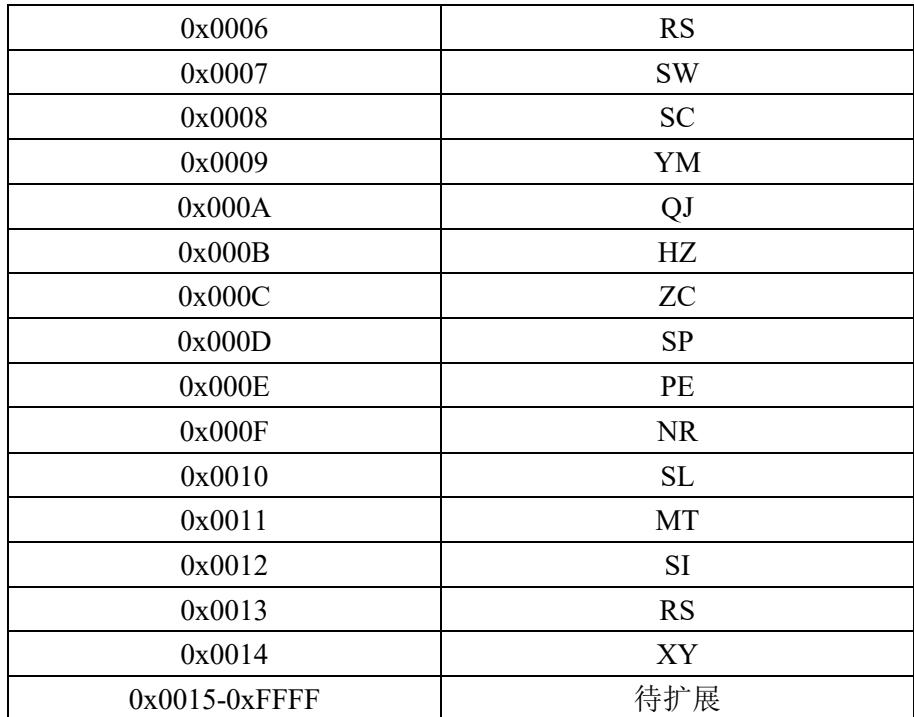 0x0006 RS
0x0007 SW
0x0008 SC
0x0009 YM
0x000A QJ
0x000B HZ
0x000C ZC
0x000D SP
0x000E PE
0x000F NR
0x0010 SL
0x0011 MT
0x0012 SI
0x0013 RS
0x0014 XY
0x0015-0xFFFF 待扩展